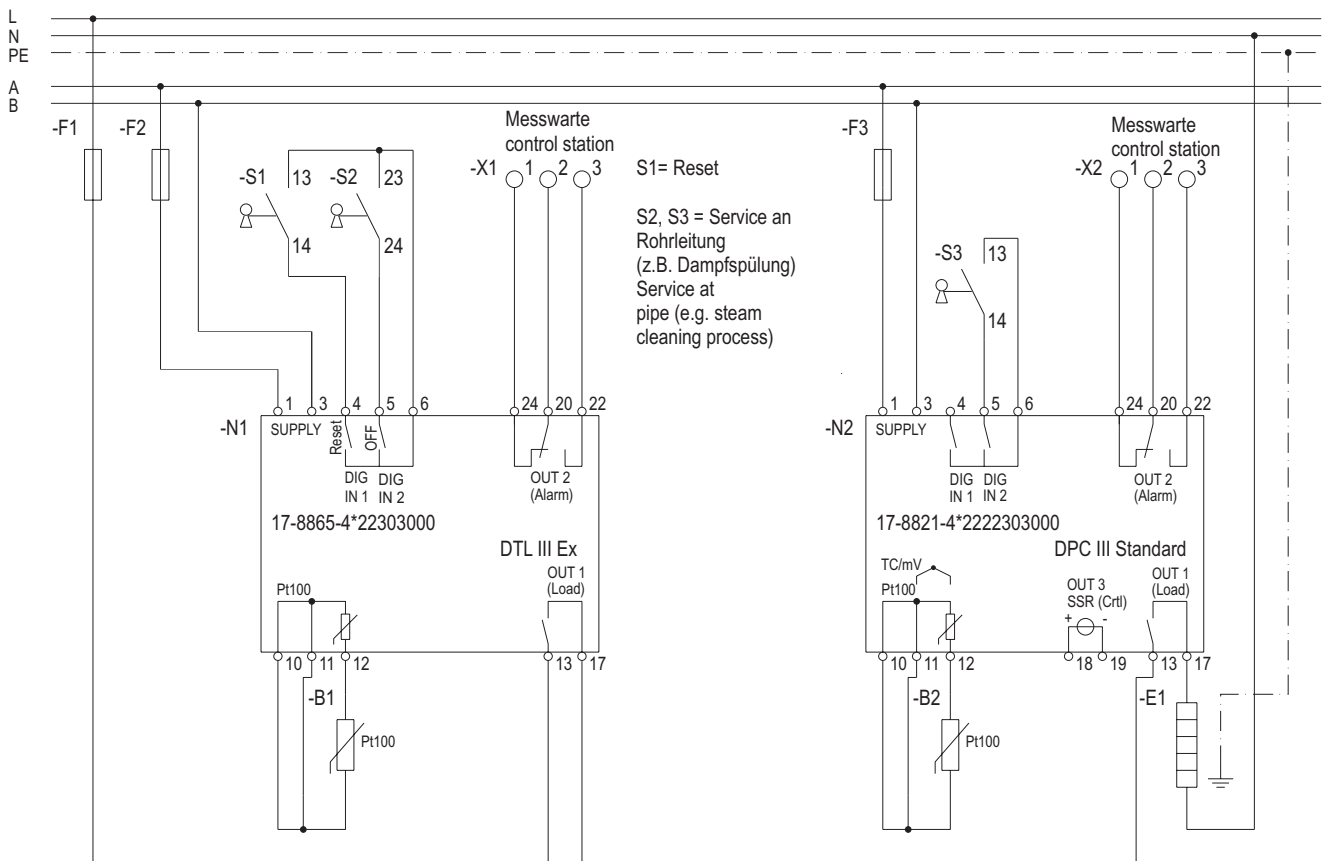 L
N
PE
A
B
-F1
-F2
-S1
13
14
-S2
23
24
Messwarte
control station
-X1 1 2 3
S1= Reset
S2, S3 = Service an
Rohrleitung
(z.B. Dampfspülung)
Service at
pipe (e.g. steam
cleaning process)
-F3
-S3
13
14
Messwarte
control station
-X2 1 2 3
-N1
1 3 4 5 6 24 20 22
SUPPLY
Reset
OFF
DIG
IN 1
DIG
IN 2
OUT 2
(Alarm)
17-8865-4*22303000
DTL III Ex
Pt100
OUT 1
(Load)
10 11 12 13 17
-B1
Pt100
-N2
1 3 4 5 6 24 20 22
SUPPLY
DIG
IN 1
DIG
IN 2
OUT 2
(Alarm)
17-8821-4*2222303000
DPC III Standard
TC/mV
Pt100
OUT 3
SSR (Crtl)
+ -
OUT 1
(Load)
10 11 12 18 19 13 17
-B2
Pt100
-E1